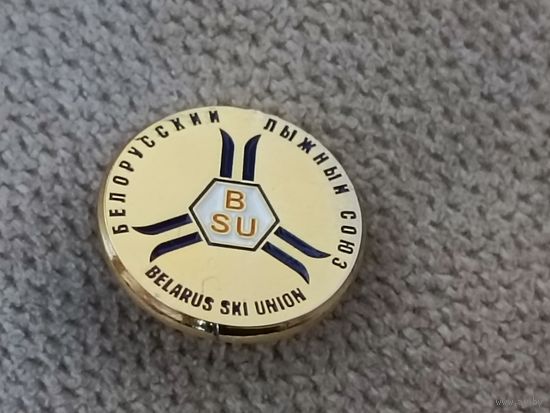 БЕЛОРУССКИЙ ЛЫЖНЫЙ СОЮЗ
B
SU
BELARUS SKI UNION